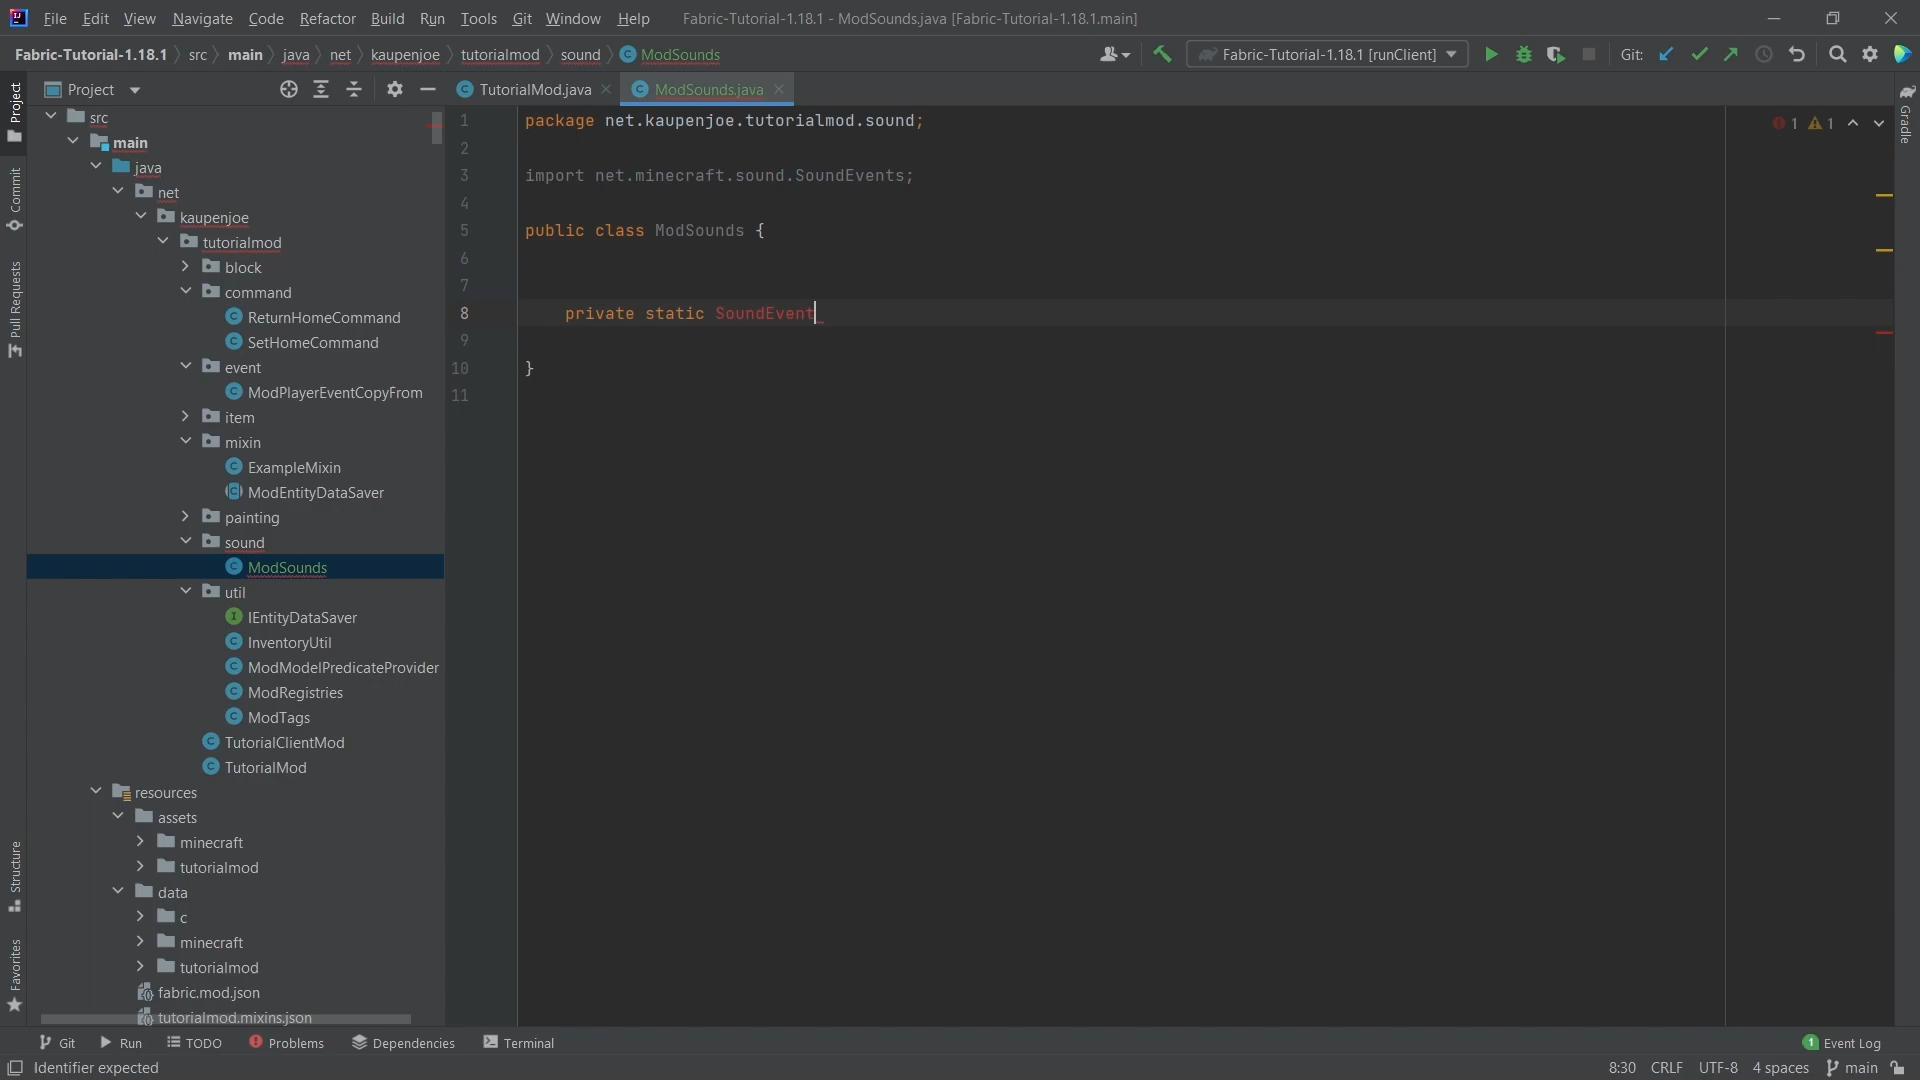 File Edit View Navigate Code Refactor Build Run Tools Git Window Help Fabric-Tutorial-1.18.1 - ModSounds.java [Fabric-Tutorial-1.18.1.main]
Fabric-Tutorial-1.18.1 src main java net kaupenjoe tutorialmod sound ModSounds Fabric-Tutorial-1.18.1 [runClient] Git:
Project TutorialMod.java ModSounds.java
Project
Commit
Pull Requests
Structure
Favorites
src
main
java
net
kaupenjoe
tutorialmod
block
command
ReturnHomeCommand
SetHomeCommand
event
ModPlayerEventCopyFrom
item
mixin
ExampleMixin
ModEntityDataSaver
painting
sound
ModSounds
util
IEntityDataSaver
InventoryUtil
ModModelPredicateProvider
ModRegistries
ModTags
TutorialClientMod
TutorialMod
resources
assets
minecraft
tutorialmod
data
c
minecraft
tutorialmod
fabric.mod.json
tutorialmod.mixins.json
1 package net.kaupenjoe.tutorialmod.sound;
2
3 import net.minecraft.sound.SoundEvents;
4
5 public class ModSounds {
6
7
8 private static SoundEvent
9
10 }
11
1 1
Gradle
Git Run TODO Problems Dependencies Terminal 1 Event Log
Identifier expected 8:30 CRLF UTF-8 4 spaces main